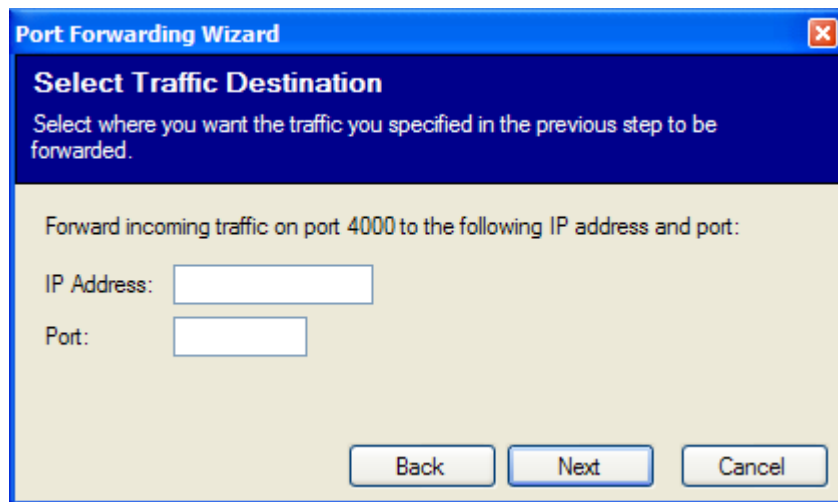 Port Forwarding Wizard
Select Traffic Destination
Select where you want the traffic you specified in the previous step to be
forwarded.
Forward incoming traffic on port 4000 to the following IP address and port:
IP Address:
Port:
Back Next Cancel